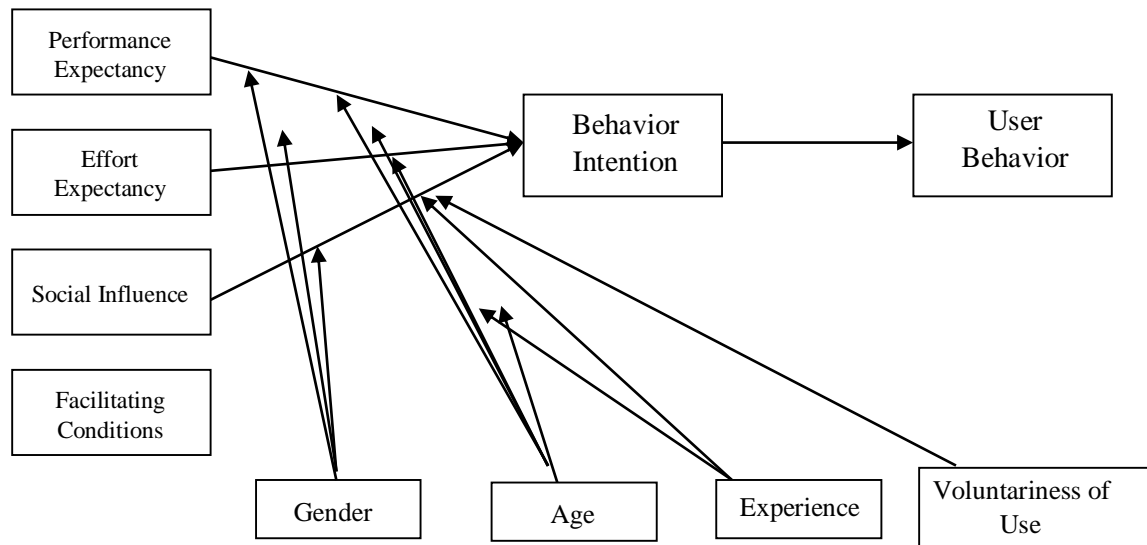 Performance
Expectancy
Behavior
Intention
User
Behavior
Effort
Expectancy
Social Influence
Facilitating
Conditions
Gender
Age
Experience
Voluntariness of
Use